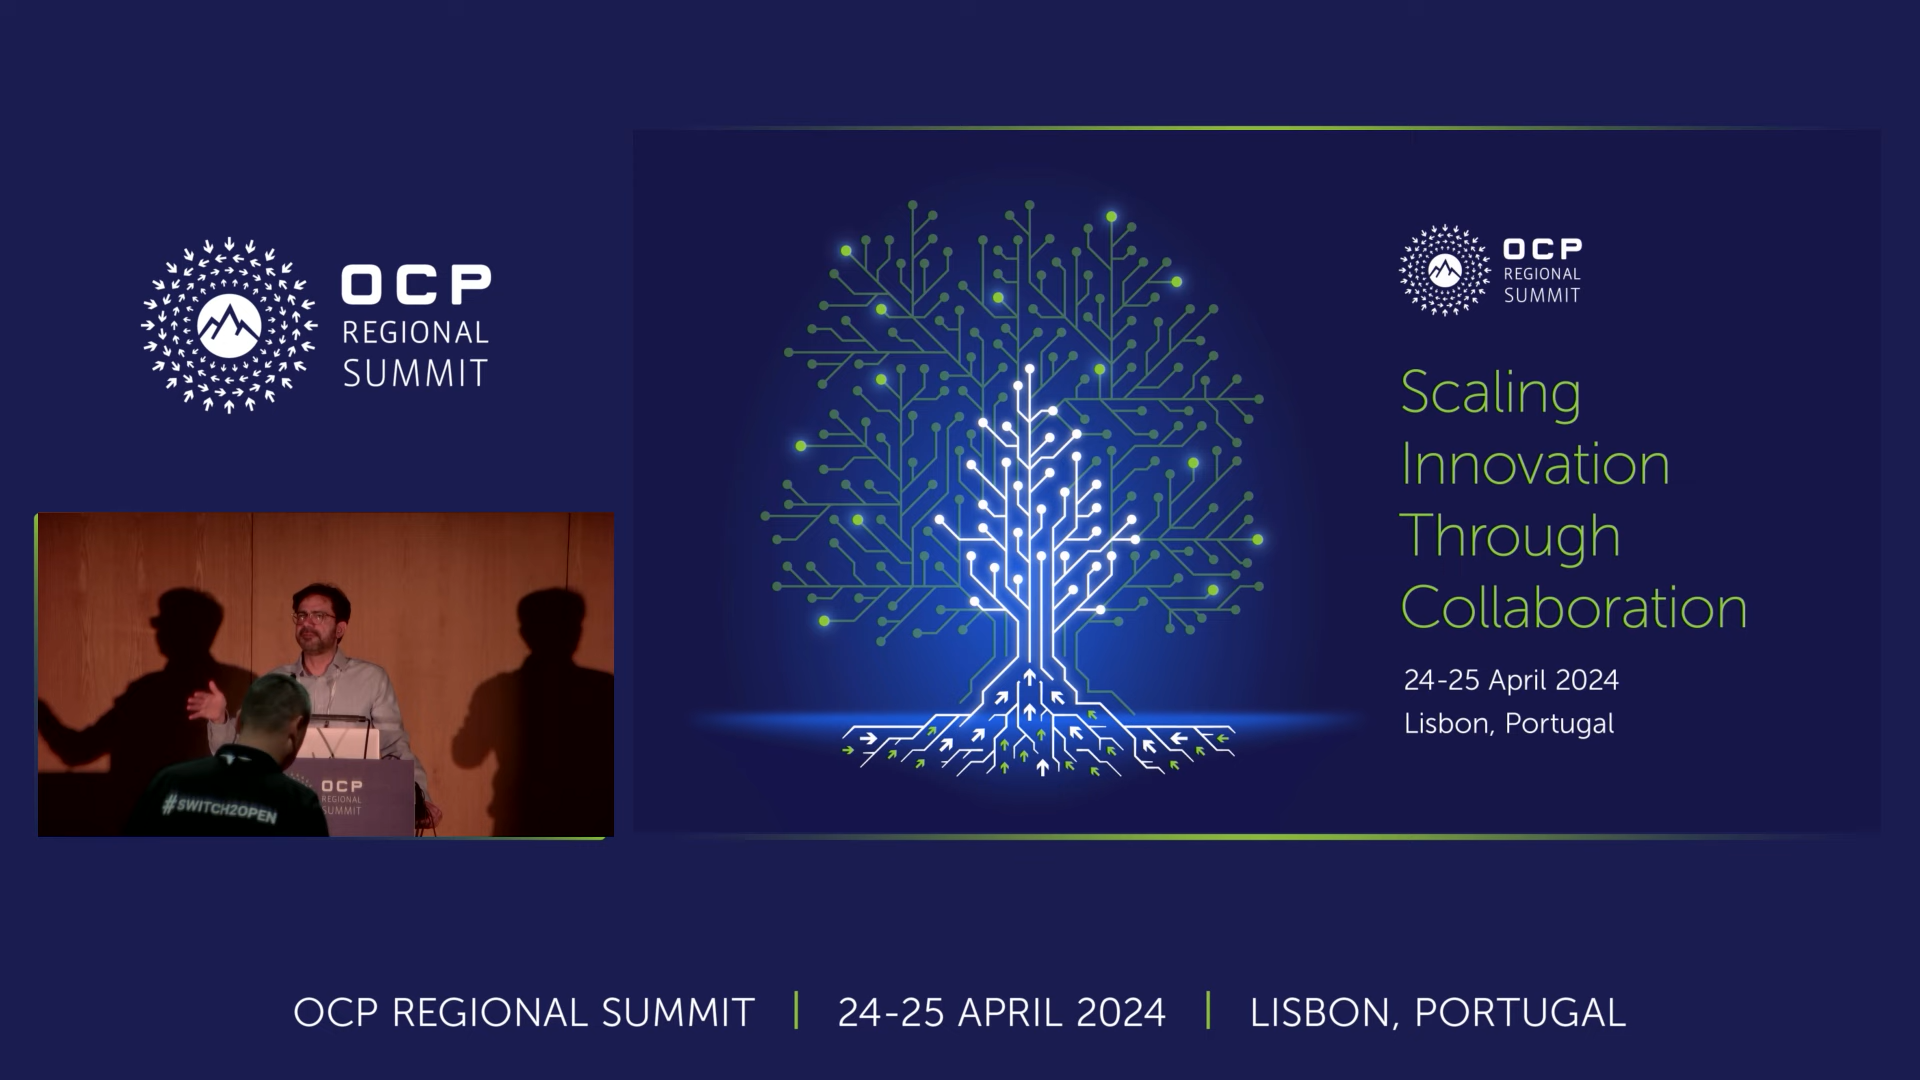 OCP
REGIONAL
SUMMIT
OCP
REGIONAL
SUMMIT
Scaling
Innovation
Through
Collaboration
24-25 April 2024
Lisbon, Portugal
#SWITCH2OPEN
OCP
REGIONAL
SUMMIT
OCP REGIONAL SUMMIT | 24-25 APRIL 2024 | LISBON, PORTUGAL